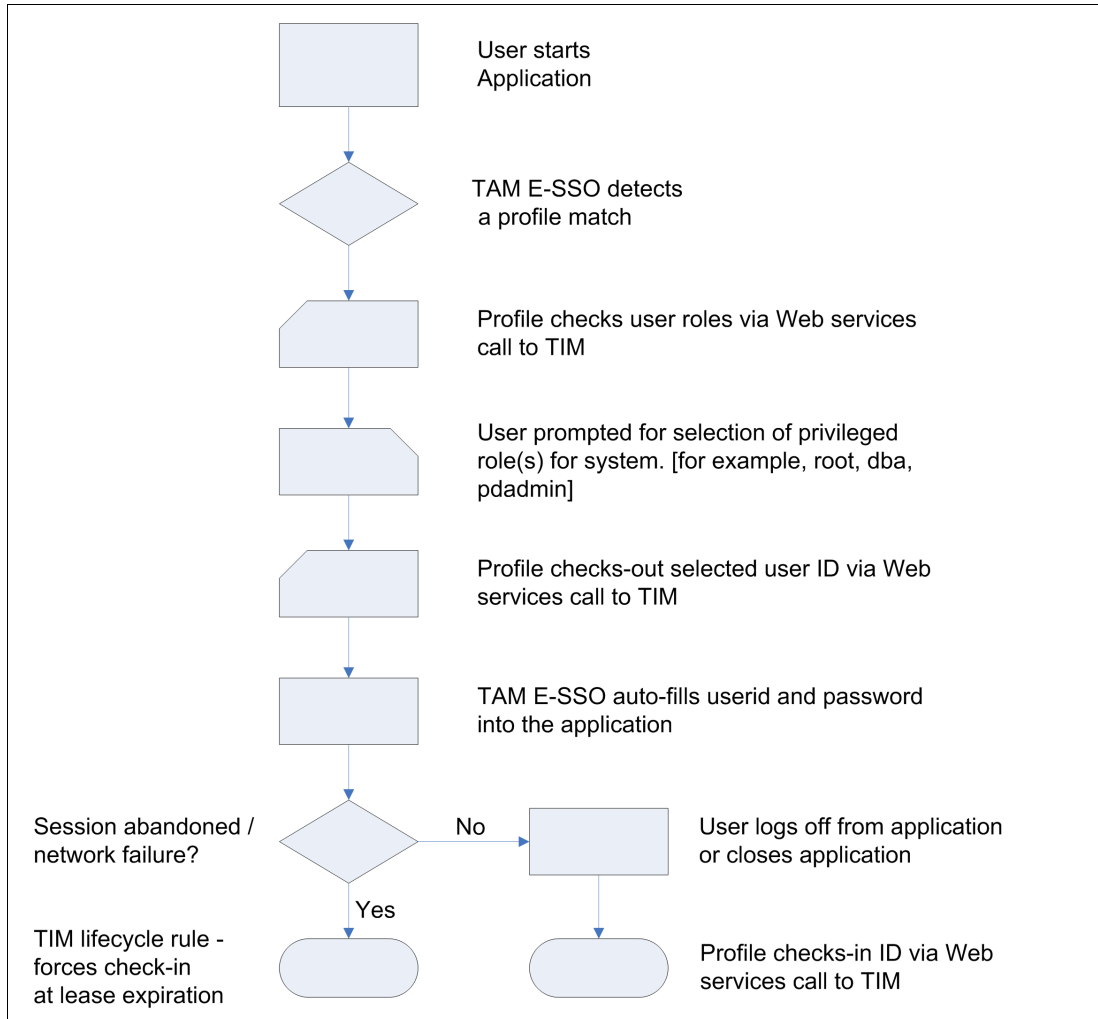 User starts
Application
TAM E-SSO detects
a profile match
Profile checks user roles via Web services
call to TIM
User prompted for selection of privileged
role(s) for system. [for example, root, dba,
pdadmin]
Profile checks-out selected user ID via Web
services call to TIM
TAM E-SSO auto-fills userid and password
into the application
Session abandoned /
network failure?
No
User logs off from application
or closes application
Yes
TIM lifecycle rule -
forces check-in
at lease expiration
Profile checks-in ID via Web
services call to TIM